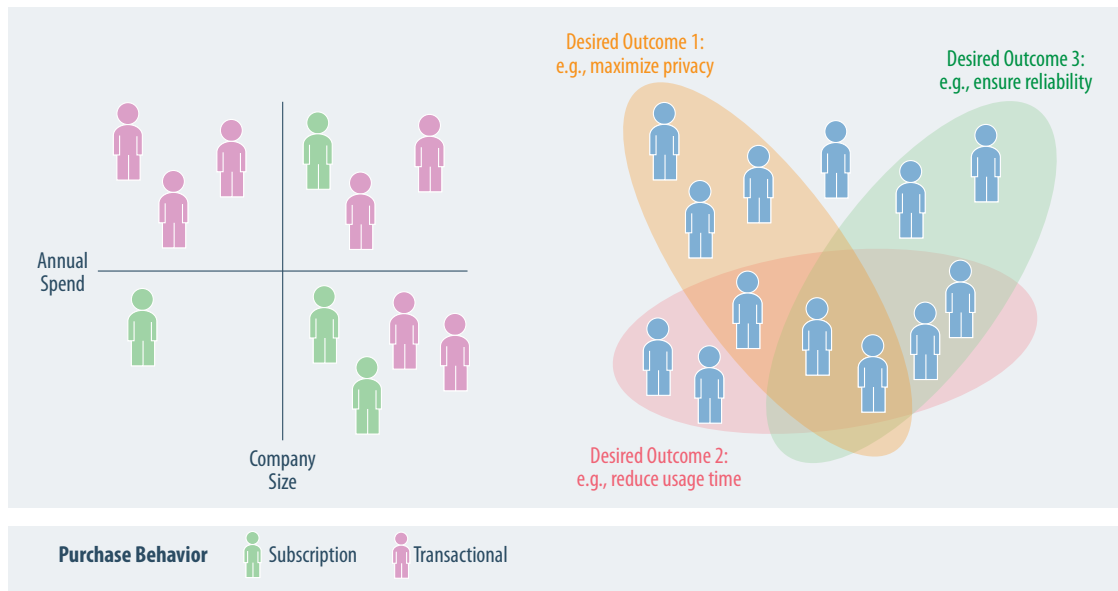 Desired Outcome 1:
e.g., maximize privacy
Desired Outcome 3:
e.g., ensure reliability
Annual
Spend
Company
Size
Desired Outcome 2:
e.g., reduce usage time
Purchase Behavior
Subscription
Transactional